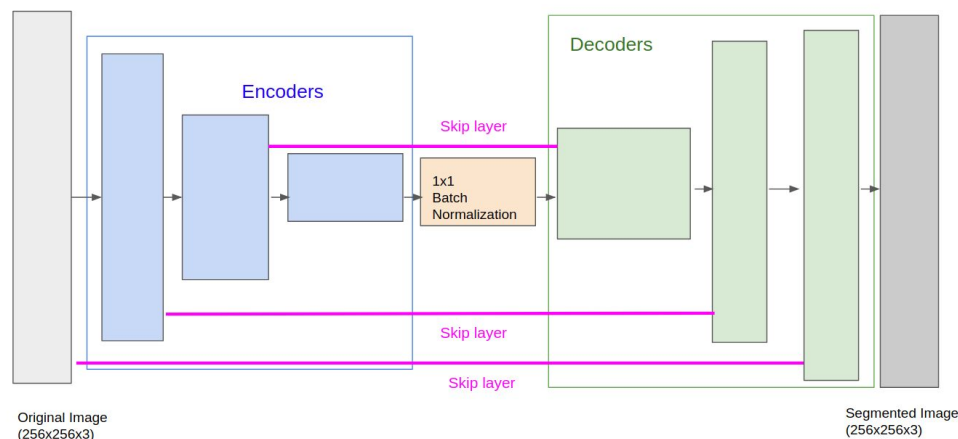 Decoders
Encoders
Skip layer
1x1
Batch
Normalization
Skip layer
Skip layer
Original Image
(256x256x3)
Segmented Image
(256x256x3)